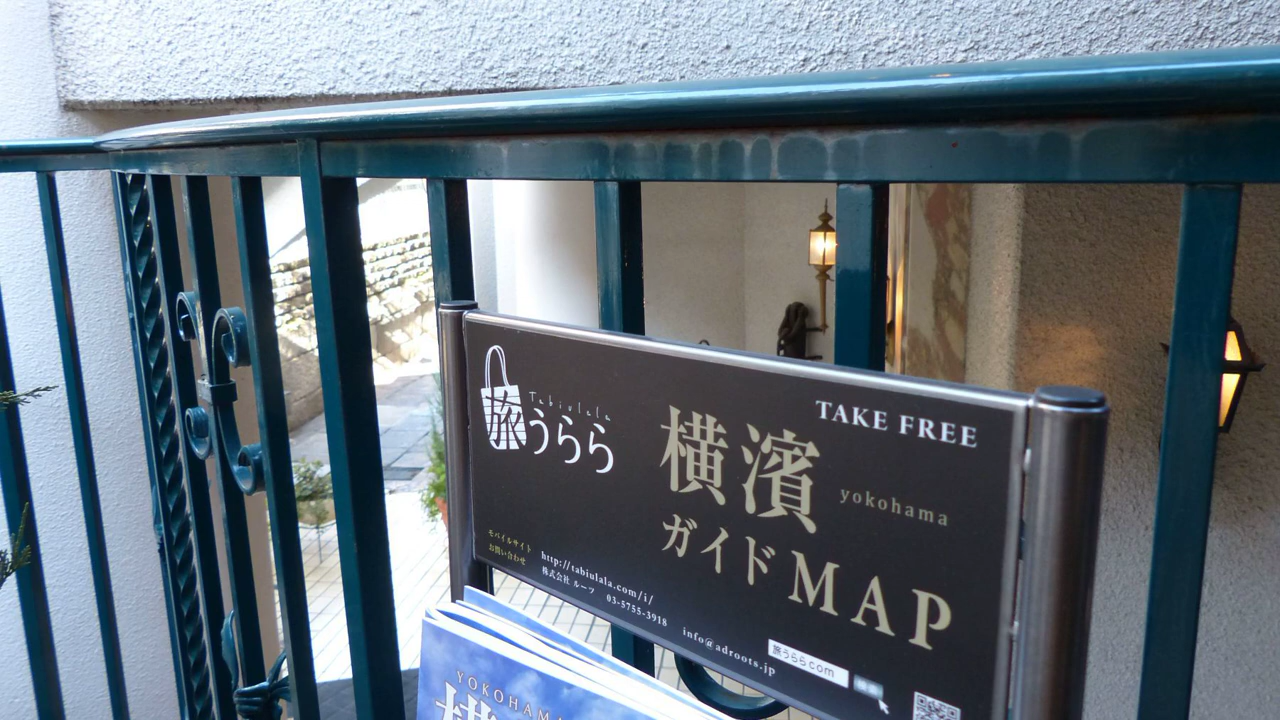 TAKE FREE
旅
Tabiulala
うらら
横濱
yokohama
ガイドMAP
モバイルサイト
お問い合わせ
http://tabiulala.com/i/
株式会社 ルーツ 03-5755-3918
info@adroots.jp
旅うらら com
YOKOHAMA